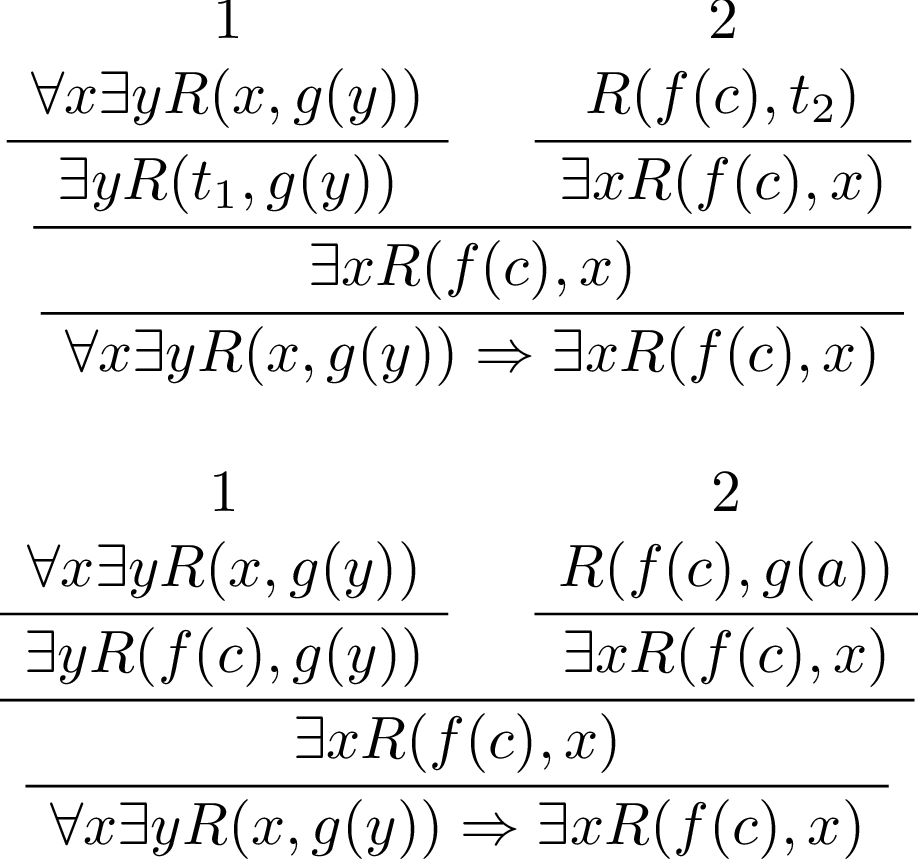 1 2
∀x∃yR(x, g(y)) R(f(c), t₂)
∃yR(t₁, g(y)) ∃xR(f(c), x)
∃xR(f(c), x)
∀x∃yR(x, g(y)) ⇒ ∃xR(f(c), x)
1 2
∀x∃yR(x, g(y)) R(f(c), g(a))
∃yR(f(c), g(y)) ∃xR(f(c), x)
∃xR(f(c), x)
∀x∃yR(x, g(y)) ⇒ ∃xR(f(c), x)